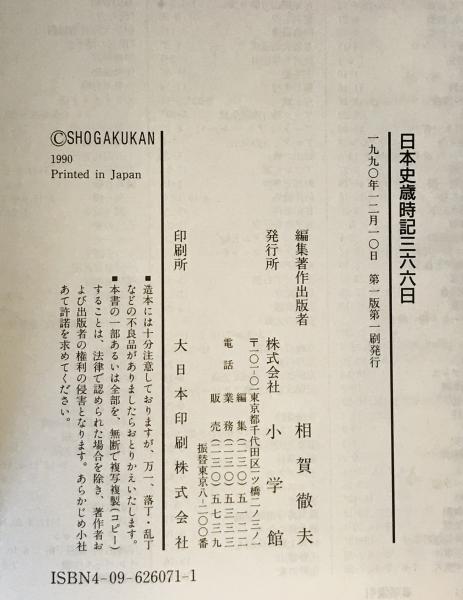 日本史歳時記三六六日
一九九〇年一二月一〇日 第一版第一刷発行
編集著作出版者 相賀徹夫
発行所 株式会社 小学館
〒一〇一-〇一東京都千代田区一ツ橋二ノ三ノ一
電話 編集(二三〇)五一二二
業務(二三〇)五三三三
販売(二三〇)五七三九
振替東京八-二〇〇番
印刷所 大日本印刷株式会社
■造本には十分注意しておりますが、万一、落丁・乱丁
などの不良品がありましたらおとりかえいたします。
■本書の一部あるいは全部を、無断で複写複製(コピー)
することは、法律で認められた場合を除き、著作者お
よび出版者の権利の侵害となります。あらかじめ小社
あて許諾を求めてください。
©SHOGAKUKAN
1990
Printed in Japan
ISBN4-09-626071-1